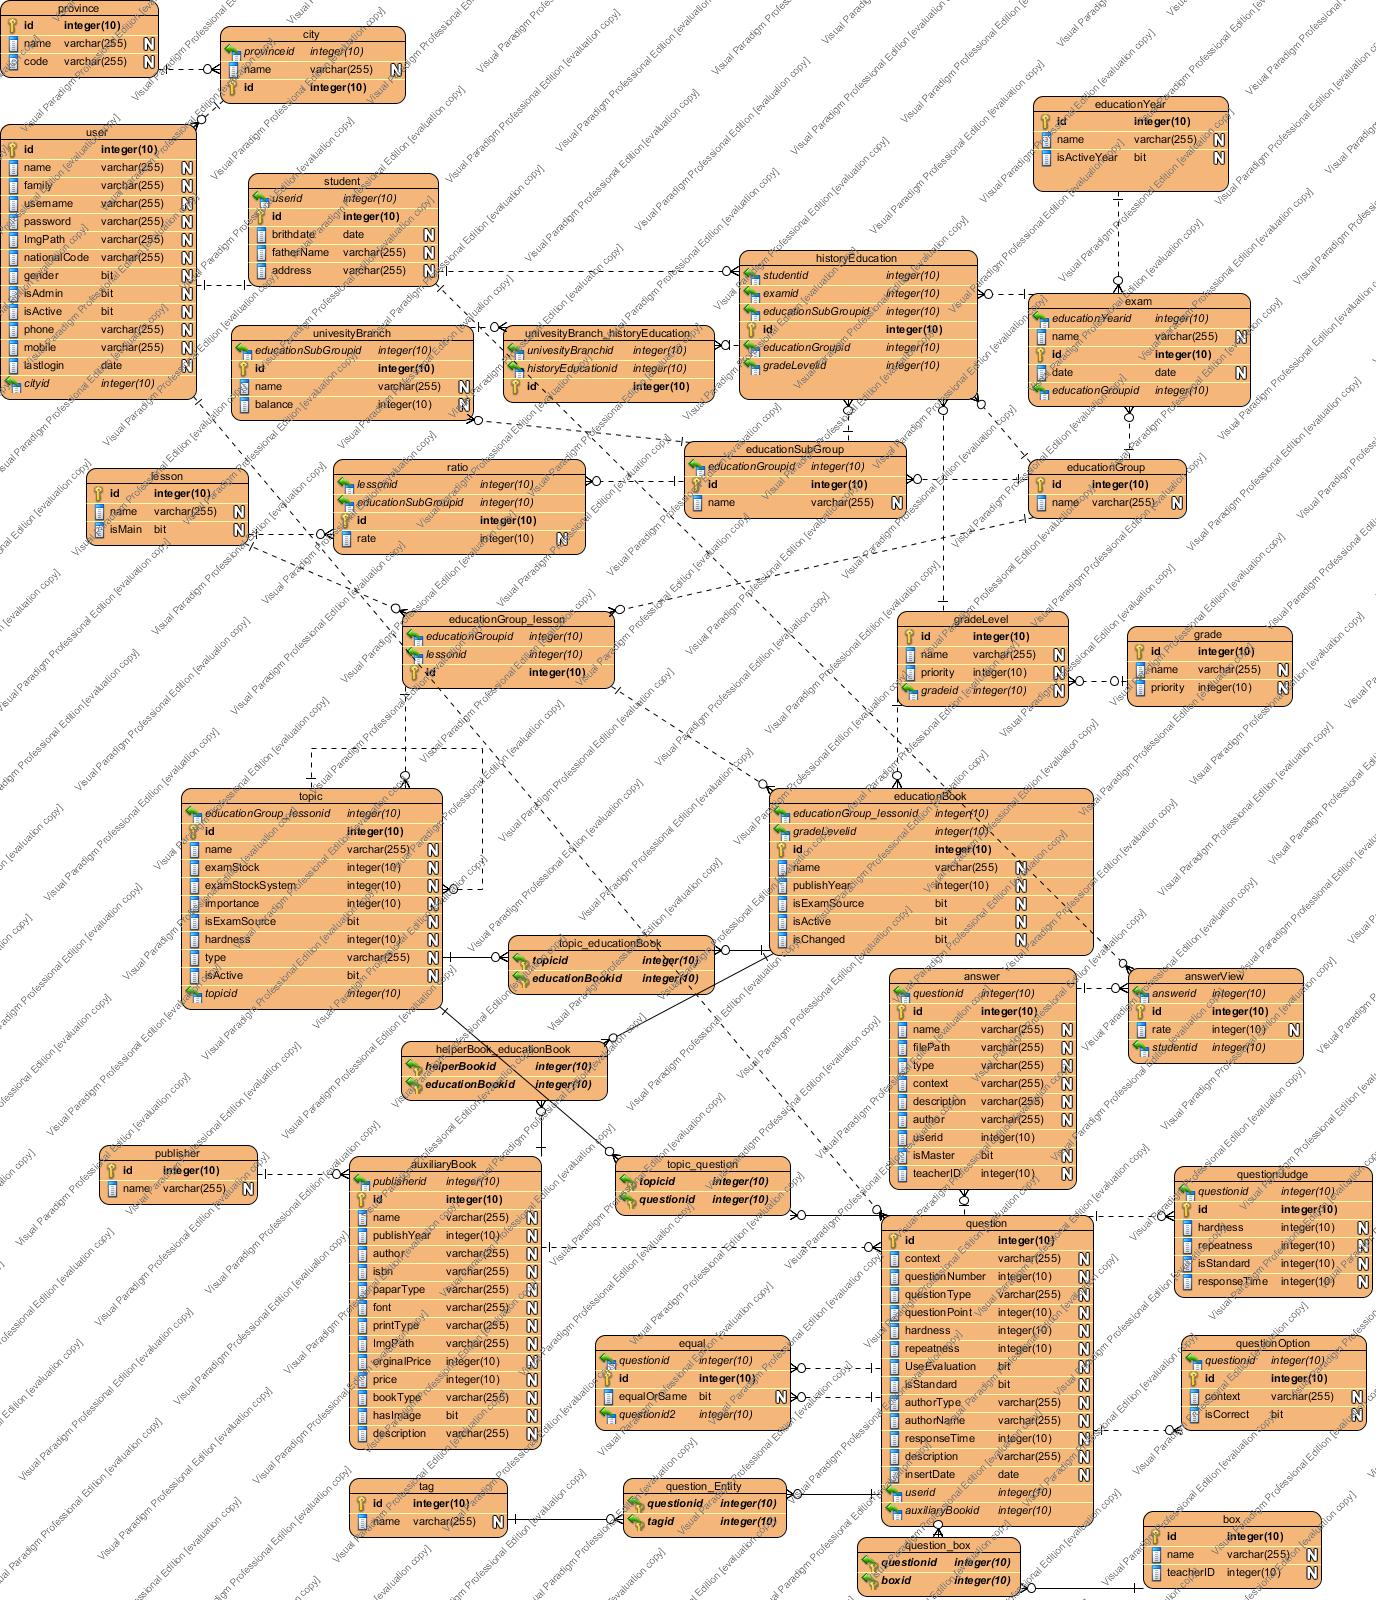 province
id integer(10)
name varchar(255) N
code varchar(255) N
city
provinceid integer(10)
name varchar(255) N
id integer(10)
user
id integer(10)
name varchar(255) N
family varchar(255) N
username varchar(255) N
password varchar(255) N
ImgPath varchar(255) N
nationalCode varchar(255) N
gender bit N
isAdmin bit N
isActive bit N
phone varchar(255) N
mobile varchar(255) N
lastlogin date N
cityid integer(10)
student
userid integer(10)
id integer(10)
brithdate date N
fatherName varchar(255) N
address varchar(255) N
educationYear
id integer(10)
name varchar(255) N
isActiveYear bit N
historyEducation
studentid integer(10)
examid integer(10)
educationSubGroupid integer(10)
id integer(10)
educationGroupid integer(10)
gradeLevelid integer(10)
exam
educationYearid integer(10)
name varchar(255) N
id integer(10)
date date N
educationGroupid integer(10)
univesityBranch
educationSubGroupid integer(10)
id integer(10)
name varchar(255) N
balance integer(10) N
univesityBranch_historyEducation
univesityBranchid integer(10)
historyEducationid integer(10)
id integer(10)
educationSubGroup
educationGroupid integer(10)
id integer(10)
name varchar(255) N
educationGroup
id integer(10)
name varchar(255) N
lesson
id integer(10)
name varchar(255) N
isMain bit N
ratio
lessonid integer(10)
educationSubGroupid integer(10)
id integer(10)
rate integer(10) N
educationGroup_lesson
educationGroupid integer(10)
lessonid integer(10)
id integer(10)
gradeLevel
id integer(10)
name varchar(255) N
priority integer(10) N
gradeid integer(10) N
grade
id integer(10)
name varchar(255) N
priority integer(10) N
topic
educationGroup_lessonid integer(10)
id integer(10)
name varchar(255) N
examStock integer(10) N
examStockSystem integer(10) N
importance integer(10) N
isExamSource bit N
hardness integer(10) N
type varchar(255) N
isActive bit N
topicid integer(10)
educationBook
educationGroup_lessonid integer(10)
gradeLevelid integer(10)
id integer(10)
name varchar(255) N
publishYear integer(10) N
isExamSource bit N
isActive bit N
isChanged bit N
topic_educationBook
topicid integer(10)
educationBookid integer(10)
answer
questionid integer(10)
id integer(10)
name varchar(255) N
filePath varchar(255) N
type varchar(255) N
context varchar(255) N
description varchar(255) N
author varchar(255) N
userid integer(10)
isMaster bit N
teacherID integer(10) N
answerView
answerid integer(10)
id integer(10)
rate integer(10) N
studentid integer(10)
helperBook_educationBook
helperBookid integer(10)
educationBookid integer(10)
publisher
id integer(10)
name varchar(255) N
auxiliaryBook
publisherid integer(10)
id integer(10)
name varchar(255) N
publishYear integer(10) N
author varchar(255) N
isbn varchar(255) N
paparType varchar(255) N
font varchar(255) N
printType varchar(255) N
ImgPath varchar(255) N
orginalPrice integer(10) N
price integer(10) N
bookType varchar(255) N
hasImage bit N
description varchar(255) N
topic_question
topicid integer(10)
questionid integer(10)
question
id integer(10)
context varchar(255) N
questionNumber integer(10) N
questionType varchar(255) N
questionPoint integer(10) N
hardness integer(10) N
repeatness integer(10) N
UseEvaluation bit N
isStandard bit N
authorType varchar(255) N
authorName varchar(255) N
responseTime integer(10) N
description varchar(255) N
insertDate date N
userid integer(10)
auxiliaryBookid integer(10)
questionJudge
questionid integer(10)
id integer(10)
hardness integer(10) N
repeatness integer(10) N
isStandard bit N
responseTime integer(10) N
equal
questionid integer(10)
id integer(10)
equalOrSame bit N
questionid2 integer(10)
questionOption
questionid integer(10)
id integer(10)
context varchar(255) N
isCorrect bit N
tag
id integer(10)
name varchar(255) N
question_Entity
questionid integer(10)
tagid integer(10)
question_box
questionid integer(10)
boxid integer(10)
box
id integer(10)
name varchar(255) N
teacherID integer(10) N
Visual Paradigm Professional Edition [evaluation copy]